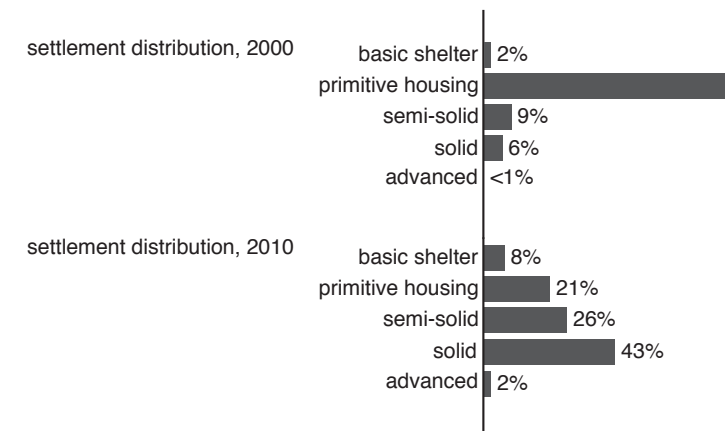 settlement distribution, 2000
basic shelter 2%
primitive housing
semi-solid 9%
solid 6%
advanced <1%
settlement distribution, 2010
basic shelter 8%
primitive housing 21%
semi-solid 26%
solid 43%
advanced 2%